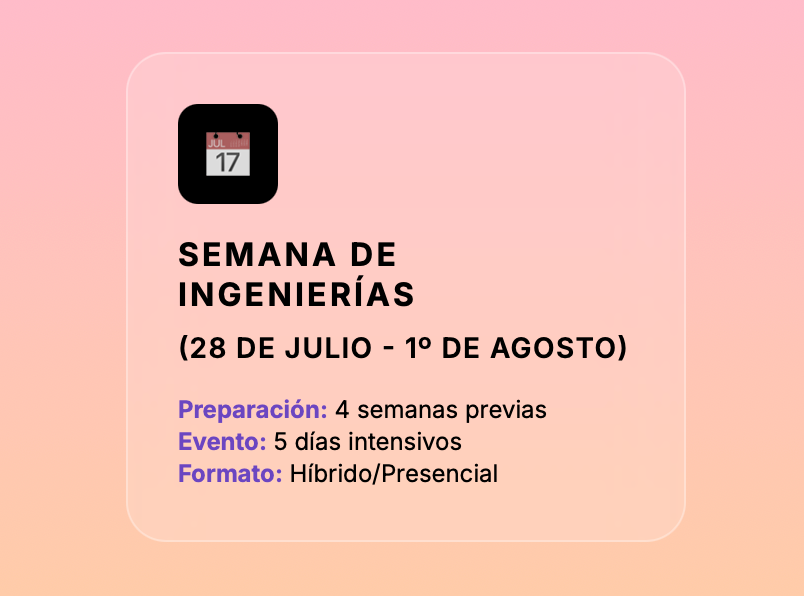 JUL
17
SEMANA DE
INGENIERÍAS
(28 DE JULIO - 1º DE AGOSTO)
Preparación: 4 semanas previas
Evento: 5 días intensivos
Formato: Híbrido/Presencial